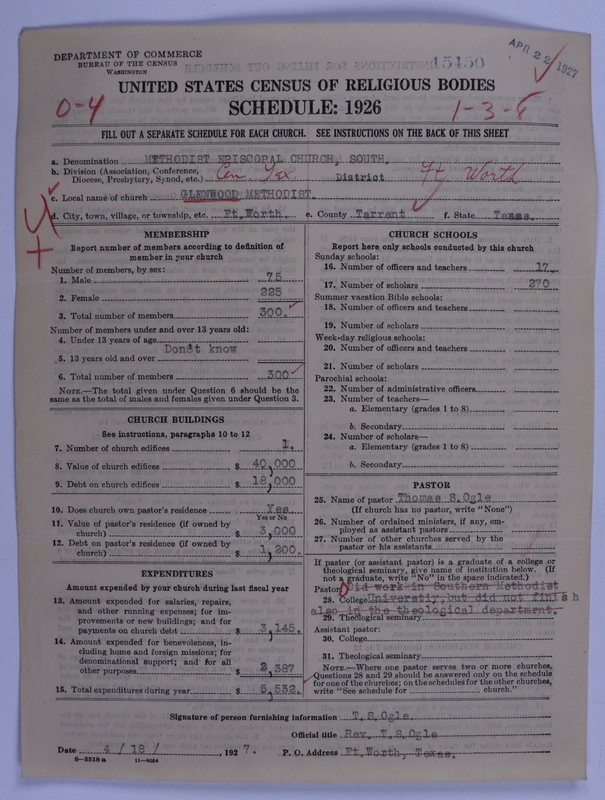 DEPARTMENT OF COMMERCE
BUREAU OF THE CENSUS
WASHINGTON
15450
APR 22 1927
UNITED STATES CENSUS OF RELIGIOUS BODIES
SCHEDULE: 1926
0-4
1-3-8
FILL OUT A SEPARATE SCHEDULE FOR EACH CHURCH. SEE INSTRUCTIONS ON THE BACK OF THIS SHEET
a. Denomination METHODIST EPISCOPAL CHURCH, SOUTH.
b. Division (Association, Conference, Diocese, Presbytery, Synod, etc.) Cen. Tex. District Ft. Worth
c. Local name of church GLENWOOD METHODIST.
d. City, town, village, or township, etc. Ft.Worth. e. County Tarrant f. State Texas.
MEMBERSHIP
Report number of members according to definition of
member in your church
Number of members, by sex:
1. Male 75
2. Female 225
3. Total number of members 300.
Number of members under and over 13 years old:
4. Under 13 years of age
Don't know
5. 13 years old and over
6. Total number of members 300
NOTE.—The total given under Question 6 should be the
same as the total of males and females given under Question 3.
CHURCH BUILDINGS
See instructions, paragraphs 10 to 12
7. Number of church edifices 1.
8. Value of church edifices $ 40,000
9. Debt on church edifices $ 18,000
10. Does church own pastor's residence Yes.
Yes or No
11. Value of pastor's residence (if owned by
church) $ 3,000
12. Debt on pastor's residence (if owned by
church) $ 1,200.
EXPENDITURES
Amount expended by church during last fiscal year
13. Amount expended for salaries, repairs,
and other running expenses; for im-
provements or new buildings; and for
payments on church debt $ 3,145.
14. Amount expended for benevolences, in-
cluding home and foreign missions; for
denominational support; and for all
other purposes $ 2,387
15. Total expenditures during year $ 5,532.
CHURCH SCHOOLS
Report here only schools conducted by this church
Sunday schools:
16. Number of officers and teachers 17.
17. Number of scholars 270
Summer vacation Bible schools:
18. Number of officers and teachers
19. Number of scholars
Week-day religious schools:
20. Number of officers and teachers
21. Number of scholars
Parochial schools:
22. Number of administrative officers
23. Number of teachers—
a. Elementary (grades 1 to 8)
b. Secondary
24. Number of scholars—
a. Elementary (grades 1 to 8)
b. Secondary
PASTOR
25. Name of pastor Thomas S.Ogle
(If church has no pastor, write "None")
26. Number of ordained ministers, if any, em-
ployed as assistant pastors
27. Number of other churches served by the
pastor or his assistants
If pastor (or assistant pastor) is a graduate of a college or
theological seminary, give name of institution below. (If
not a graduate, write "No" in the space indicated.)
Pastor: Did work in Southern Methodist
28. College Universtiy,but did not finish
also in the theological departmnt.
29. Theological seminary
Assistant pastor:
30. College
31. Theological seminary
NOTE.—Where one pastor serves two or more churches,
Questions 28 and 29 should be answered only on the schedule
for one of the churches; on the schedules for the other churches,
write "See schedule for church."
Signature of person furnishing information T.S.Ogle.
Official title Rev. T.S.Ogle
Date 4/19/, 1927. P. O. Address Ft.Worth, Texas.
8-5318a 11-8054